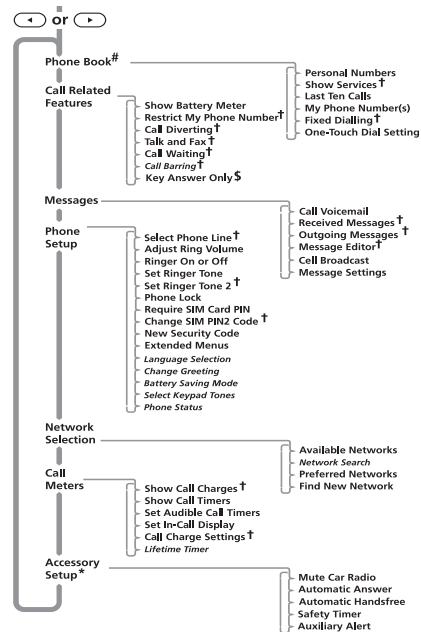 or
Phone Book#
Personal Numbers
Show Services†
Last Ten Calls
My Phone Number(s)
Fixed Dialling†
One-Touch Dial Setting
Call Related
Features
Show Battery Meter
Restrict My Phone Number†
Call Diverting†
Talk and Fax†
Call Waiting†
Call Barring†
Key Answer Only$
Messages
Call Voicemail
Received Messages†
Outgoing Messages†
Message Editor†
Cell Broadcast
Message Settings
Phone
Setup
Select Phone Line†
Adjust Ring Volume
Ringer On or Off
Set Ringer Tone
Set Ringer Tone 2†
Phone Lock
Require SIM Card PIN
Change SIM PIN2 Code†
New Security Code
Extended Menus
Language Selection
Change Greeting
Battery Saving Mode
Select Keypad Tones
Phone Status
Network
Selection
Available Networks
Network Search
Preferred Networks
Find New Network
Call
Meters
Show Call Charges†
Show Call Timers
Set Audible Call Timers
Set In-Call Display
Call Charge Settings†
Lifetime Timer
Accessory
Setup*
Mute Car Radio
Automatic Answer
Automatic Handsfree
Safety Timer
Auxiliary Alert